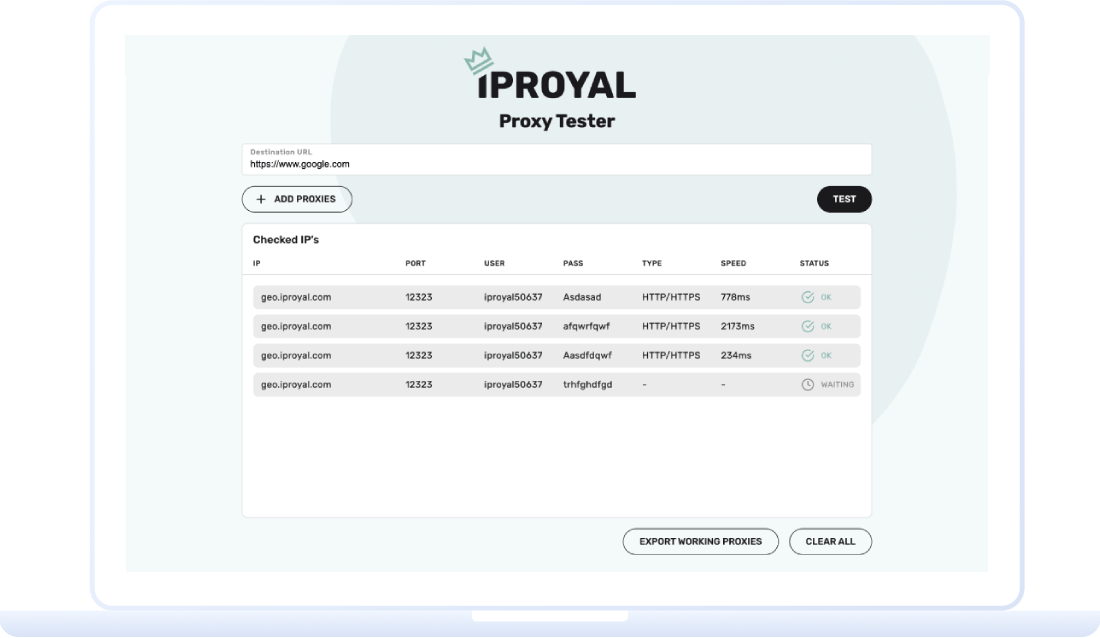 IPROYAL
Proxy Tester
Destination URL
https://www.google.com
+ ADD PROXIES TEST
Checked IP's
IP PORT USER PASS TYPE SPEED STATUS
geo.iproyal.com 12323 iproyal50637 Asdasad HTTP/HTTPS 778ms OK
geo.iproyal.com 12323 iproyal50637 afqwrfqwf HTTP/HTTPS 2173ms OK
geo.iproyal.com 12323 iproyal50637 Aasdfdqwf HTTP/HTTPS 234ms OK
geo.iproyal.com 12323 iproyal50637 trhfghdfgd - - WAITING
EXPORT WORKING PROXIES CLEAR ALL